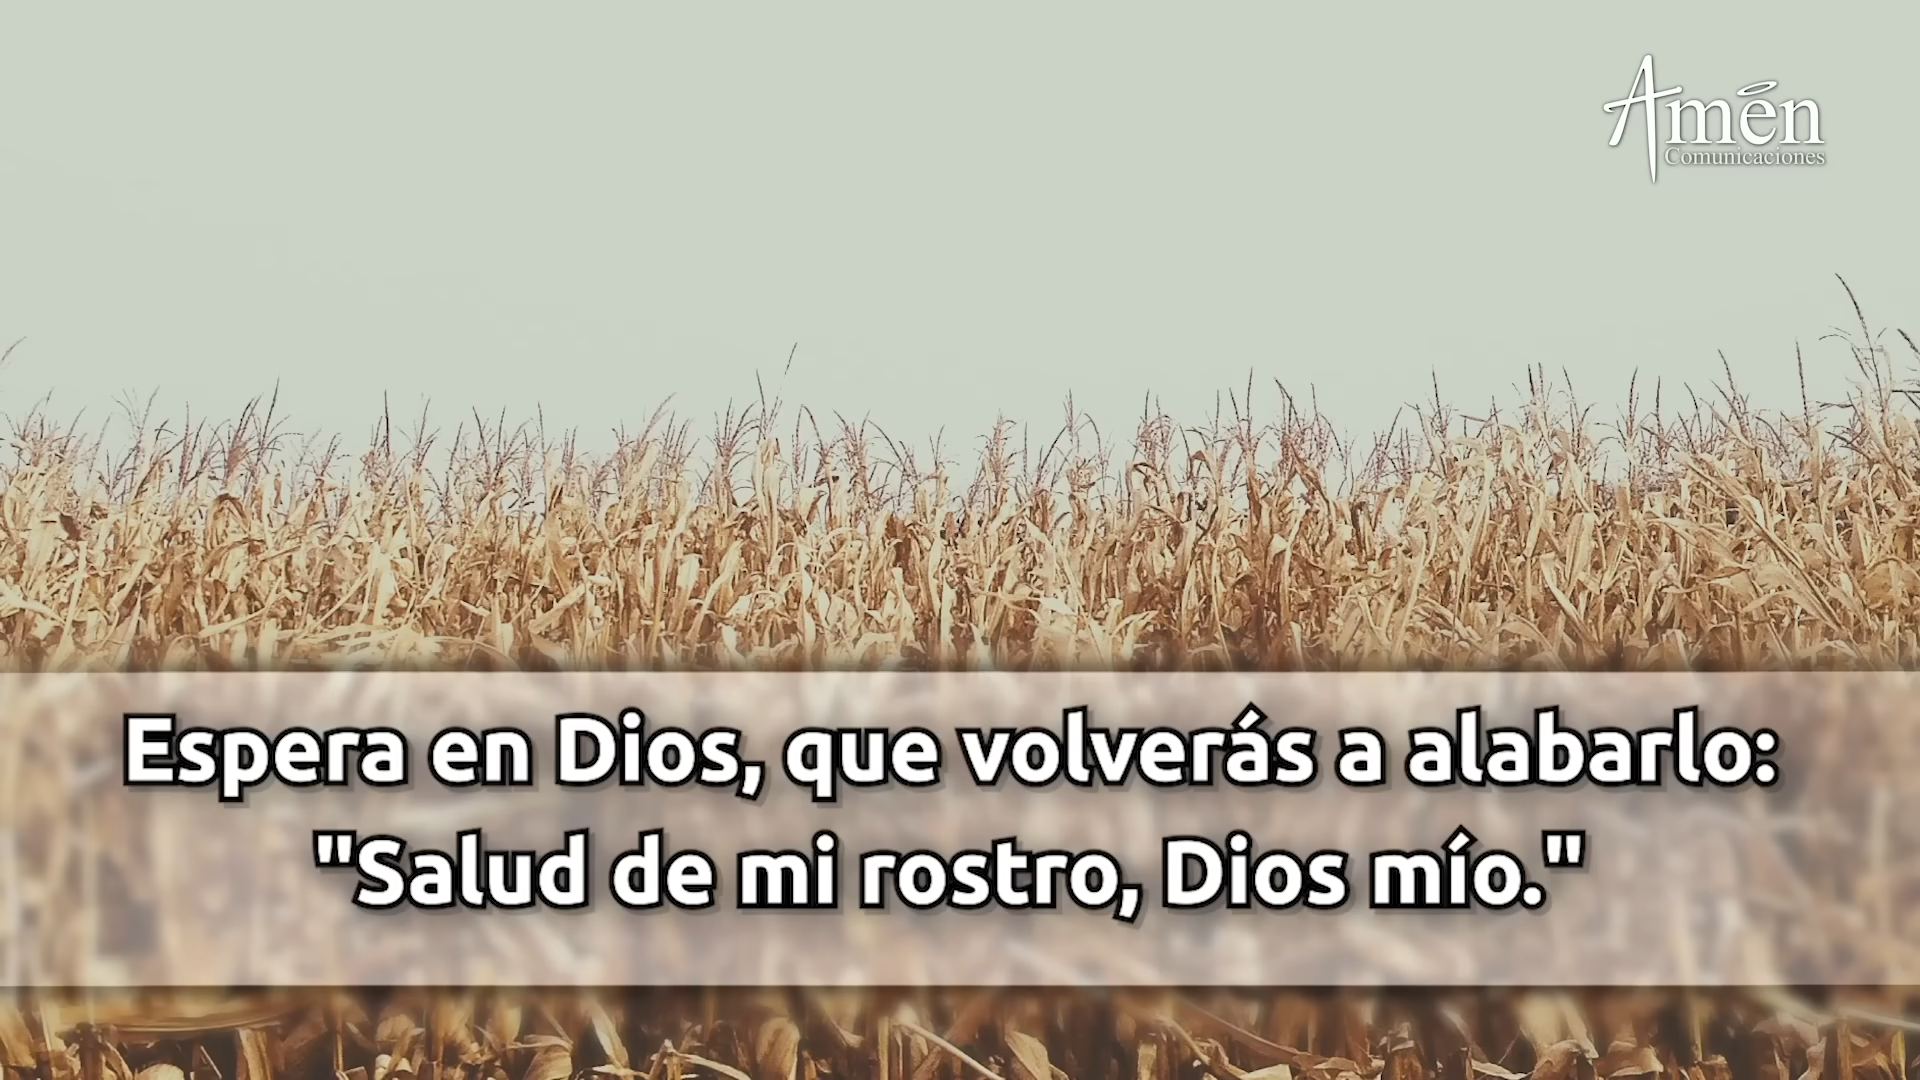 Amén
Comunicaciones
Espera en Dios, que volverás a alabarlo:
"Salud de mi rostro, Dios mío."